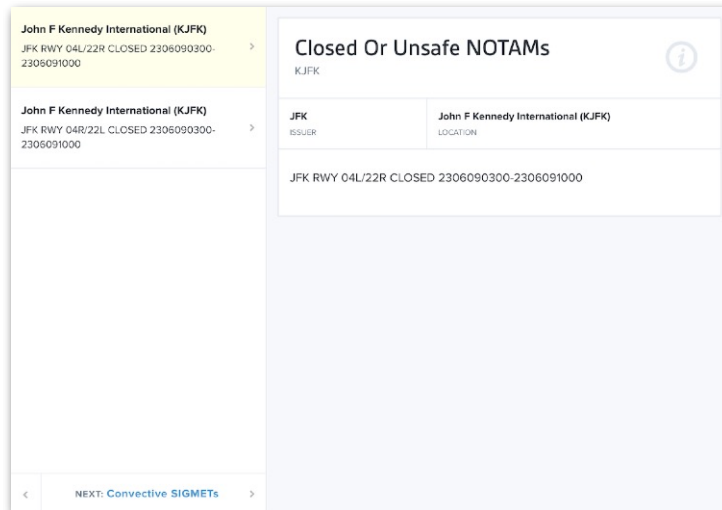 John F Kennedy International (KJFK)
JFK RWY 04L/22R CLOSED 2306090300-
2306091000
John F Kennedy International (KJFK)
JFK RWY 04R/22L CLOSED 2306090300-
2306091000
NEXT: Convective SIGMETs
Closed Or Unsafe NOTAMs
KJFK
JFK
ISSUER
John F Kennedy International (KJFK)
LOCATION
JFK RWY 04L/22R CLOSED 2306090300-2306091000